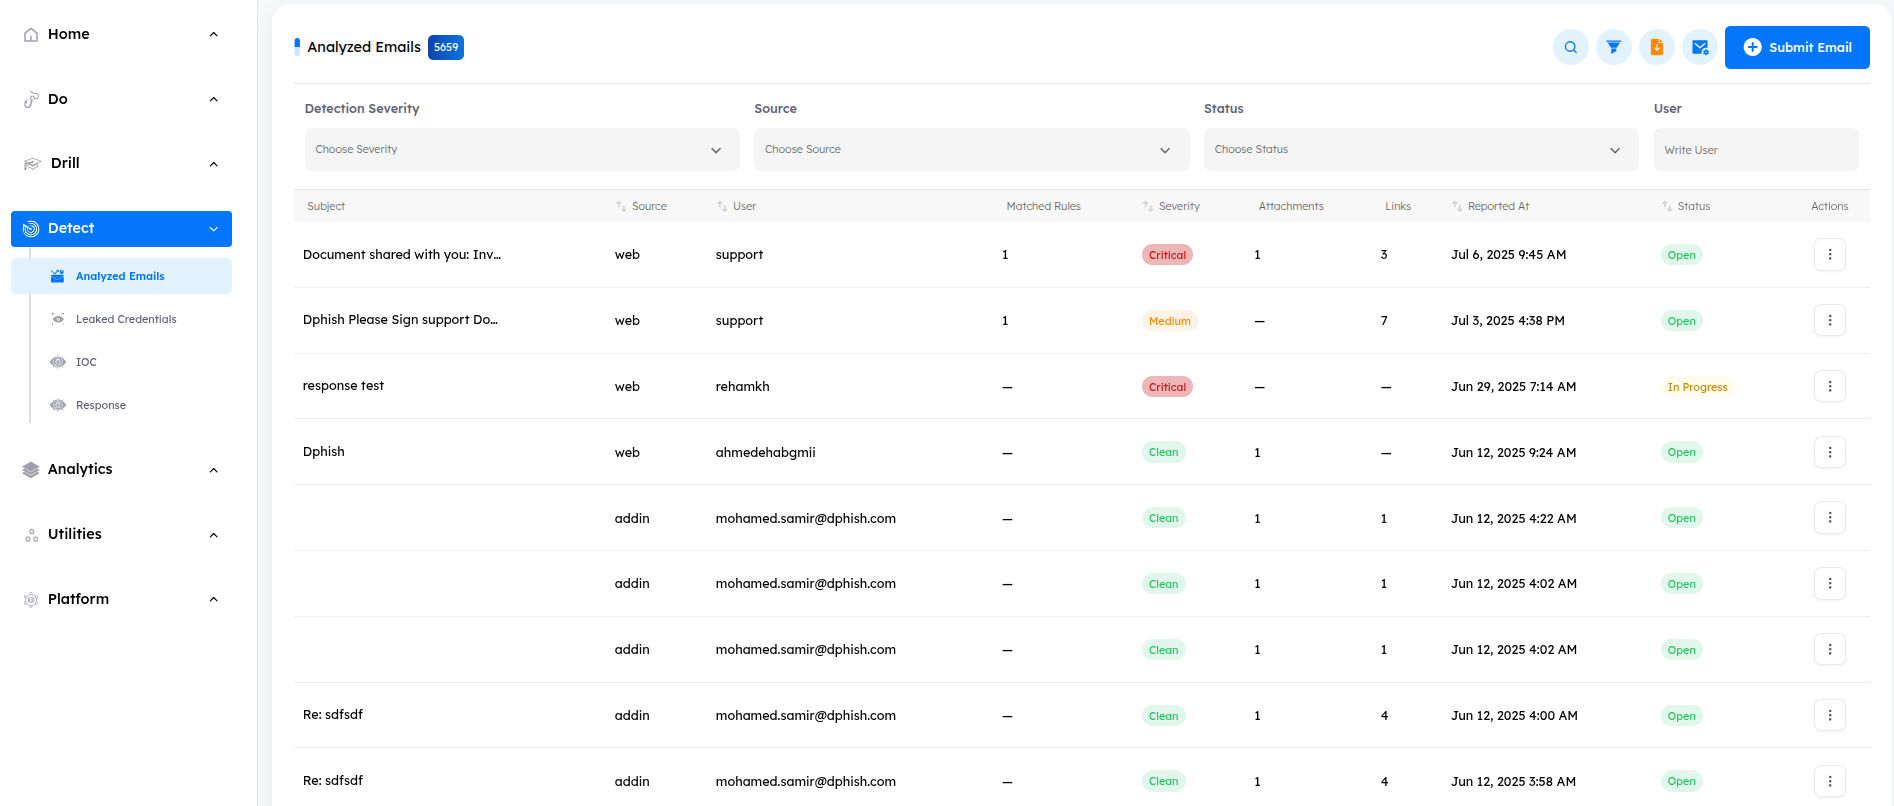 Home
Do
Drill
Detect
Analyzed Emails
Leaked Credentials
IOC
Response
Analytics
Utilities
Platform
Analyzed Emails 5659
Submit Email
Detection Severity Source Status User
Choose Severity Choose Source Choose Status Write User
Subject Source User Matched Rules Severity Attachments Links Reported At Status Actions
Document shared with you: Inv... web support 1 Critical 1 3 Jul 6, 2025 9:45 AM Open
Dphish Please Sign support Do... web support 1 Medium — 7 Jul 3, 2025 4:38 PM Open
response test web rehamkh — Critical — — Jun 29, 2025 7:14 AM In Progress
Dphish web ahmedehabgmii — Clean 1 — Jun 12, 2025 9:24 AM Open
addin mohamed.samir@dphish.com — Clean 1 1 Jun 12, 2025 4:22 AM Open
addin mohamed.samir@dphish.com — Clean 1 1 Jun 12, 2025 4:02 AM Open
addin mohamed.samir@dphish.com — Clean 1 1 Jun 12, 2025 4:02 AM Open
Re: sdfsdf addin mohamed.samir@dphish.com — Clean 1 4 Jun 12, 2025 4:00 AM Open
Re: sdfsdf addin mohamed.samir@dphish.com — Clean 1 4 Jun 12, 2025 3:58 AM Open